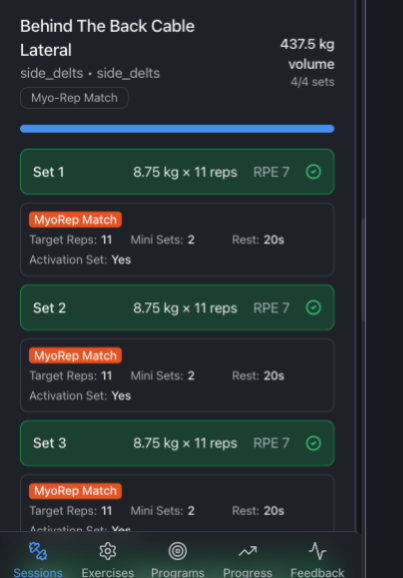 Behind The Back Cable
Lateral
437.5 kg
volume
side_delts • side_delts
4/4 sets
Myo-Rep Match
Set 1 8.75 kg × 11 reps RPE 7
MyoRep Match
Target Reps: 11 Mini Sets: 2 Rest: 20s
Activation Set: Yes
Set 2 8.75 kg × 11 reps RPE 7
MyoRep Match
Target Reps: 11 Mini Sets: 2 Rest: 20s
Activation Set: Yes
Set 3 8.75 kg × 11 reps RPE 7
MyoRep Match
Target Reps: 11 Mini Sets: 2 Rest: 20s
Activation Set: Yes
Sessions Exercises Programs Progress Feedback